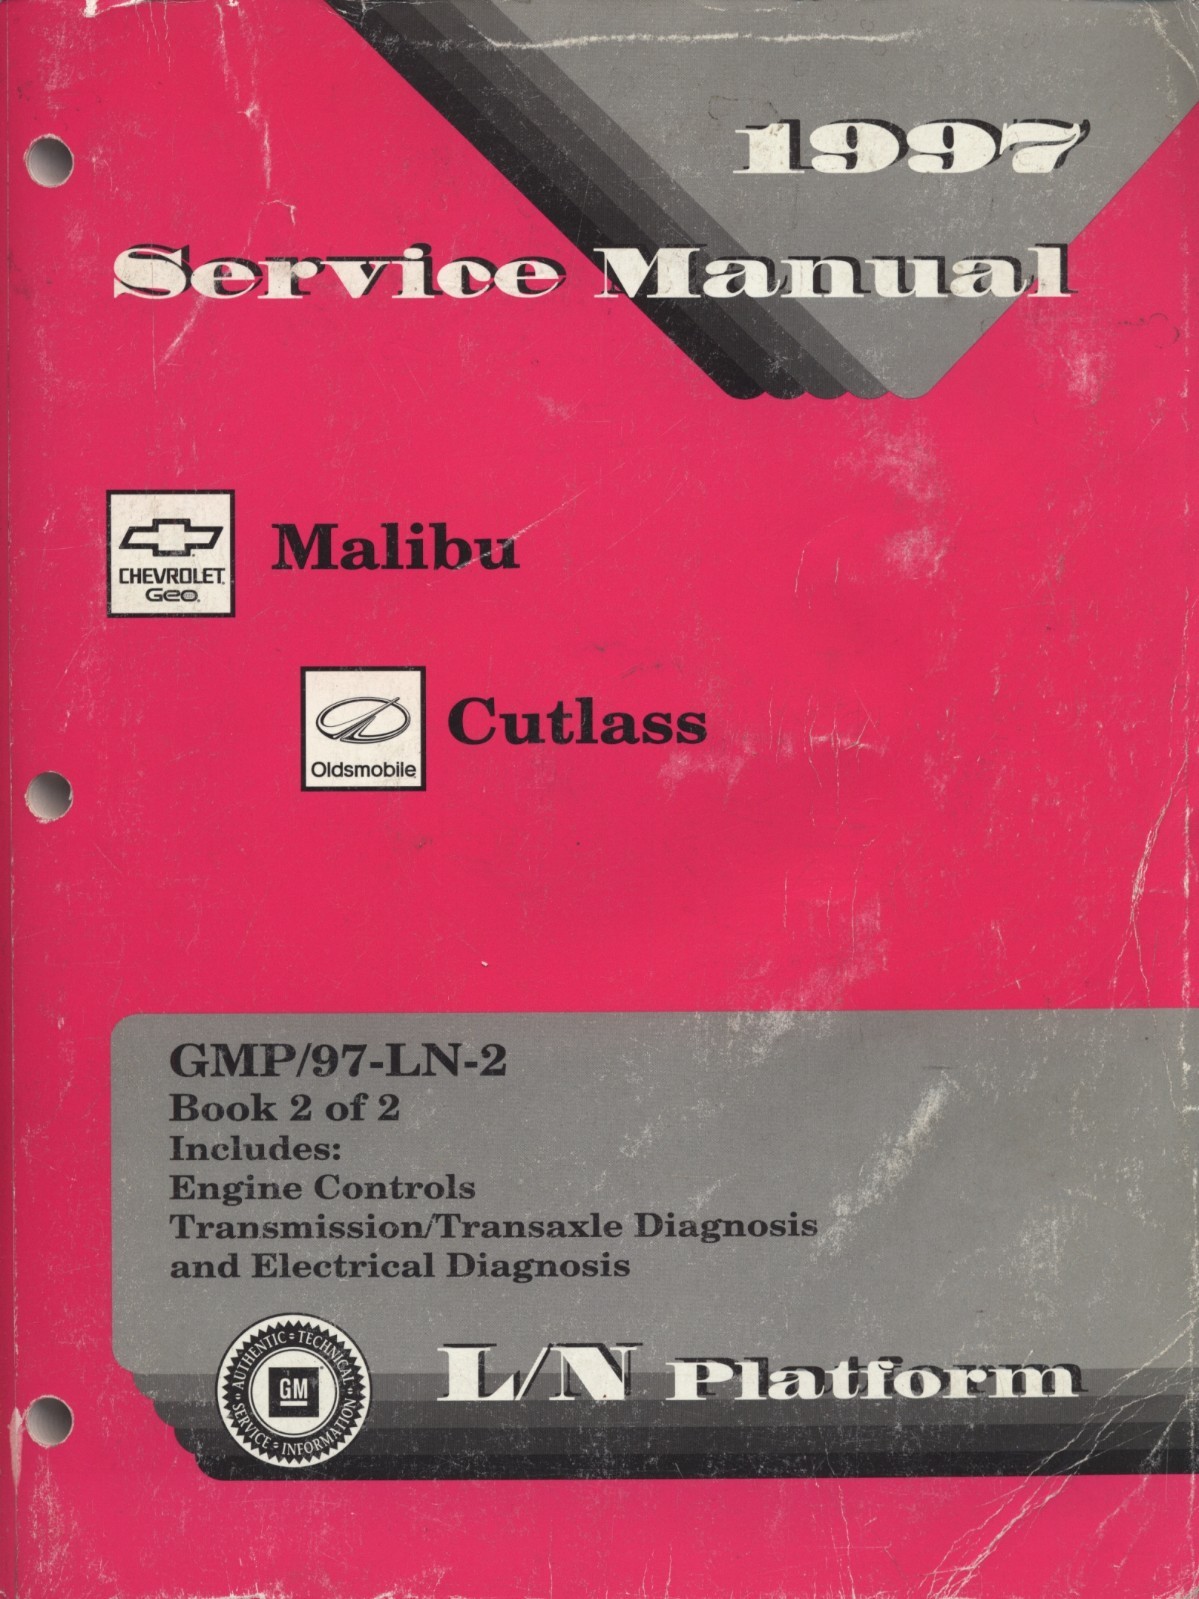 1997
Service Manual
CHEVROLET
Geo
Malibu
Oldsmobile
Cutlass
GMP/97-LN-2
Book 2 of 2
Includes:
Engine Controls
Transmission/Transaxle Diagnosis
and Electrical Diagnosis
AUTHENTIC = TECHNICAL = SERVICE = INFORMATION
GM
L/N Platform